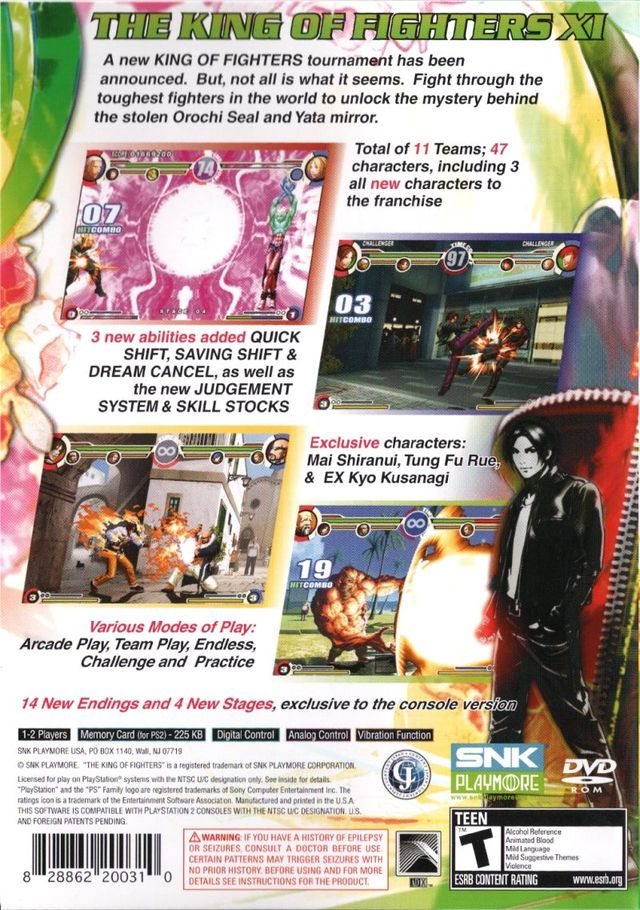 THE KING OF FIGHTERS XI
A new KING OF FIGHTERS tournament has been
announced. But, not all is what it seems. Fight through the
toughest fighters in the world to unlock the mystery behind
the stolen Orochi Seal and Yata mirror.
Total of 11 Teams; 47
characters, including 3
all new characters to
the franchise
14
07
HIT COMBO
STAGE 04
CHALLENGER
TIME
97
CHALLENGER
03
HIT COMBO
3 new abilities added QUICK
SHIFT, SAVING SHIFT &
DREAM CANCEL, as well as
the new JUDGEMENT
SYSTEM & SKILL STOCKS
Exclusive characters:
Mai Shiranui, Tung Fu Rue,
& EX Kyo Kusanagi
∞
3
3
∞
19
HIT COMBO
3
Various Modes of Play:
Arcade Play, Team Play, Endless,
Challenge and Practice
14 New Endings and 4 New Stages, exclusive to the console version
1-2 Players Memory Card (for PS2) - 225 KB Digital Control Analog Control Vibration Function
SNK PLAYMORE USA, PO BOX 1140, Wall, NJ 07719
© SNK PLAYMORE. "THE KING OF FIGHTERS" is a registered trademark of SNK PLAYMORE CORPORATION.
Licensed for play on PlayStation® systems with the NTSC U/C designation only. See inside for details.
"PlayStation" and the "PS" Family logo are registered trademarks of Sony Computer Entertainment Inc. The
ratings icon is a trademark of the Entertainment Software Association. Manufactured and printed in the U.S.A.
THIS SOFTWARE IS COMPATIBLE WITH PLAYSTATION 2 CONSOLES WITH THE NTSC U/C DESIGNATION. U.S.
AND FOREIGN PATENTS PENDING.
SNK
PLAYMORE
DVD
ROM
8 28862 20031 0
WARNING: IF YOU HAVE A HISTORY OF EPILEPSY
OR SEIZURES, CONSULT A DOCTOR BEFORE USE.
CERTAIN PATTERNS MAY TRIGGER SEIZURES WITH
NO PRIOR HISTORY. BEFORE USING AND FOR MORE
DETAILS SEE INSTRUCTIONS FOR THE PRODUCT.
TEEN
T
TM
Alcohol Reference
Animated Blood
Mild Language
Mild Suggestive Themes
Violence
ESRB CONTENT RATING www.esrb.org